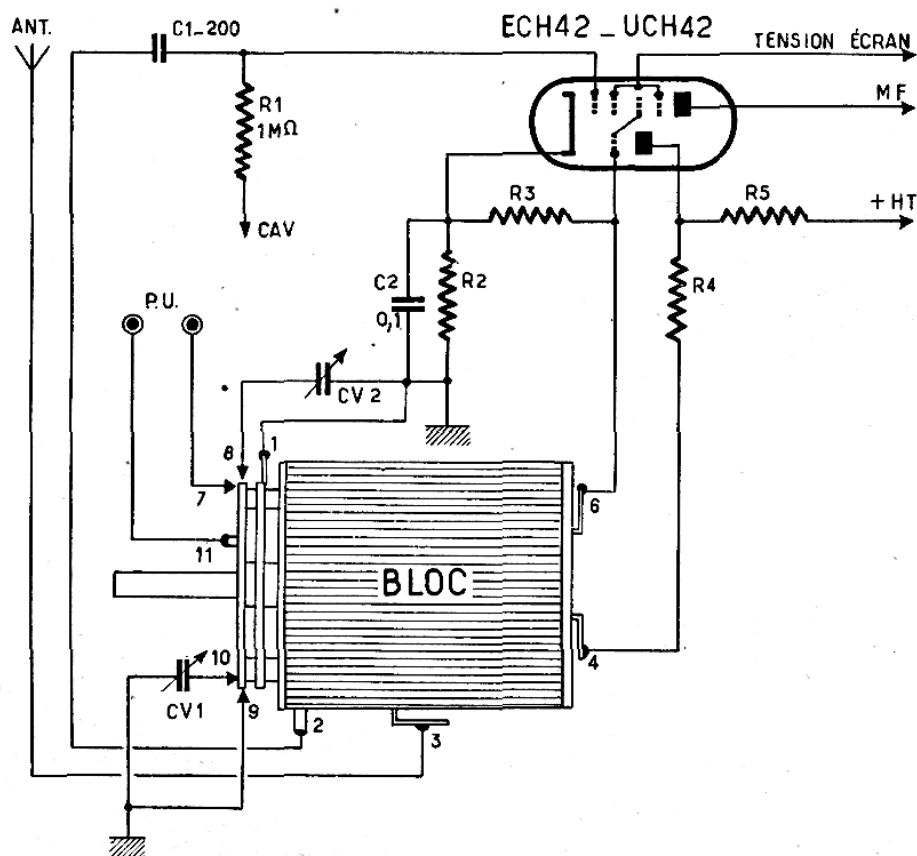 ANT.
C1_200
ECH42 _ UCH42
TENSION ÉCRAN
MF
R1
1MΩ
CAV
R3
R5
+HT
C2
0,1
R2
R4
P.U.
CV2
8
1
7
6
11
BLOC
10
4
CV1
9
2
3